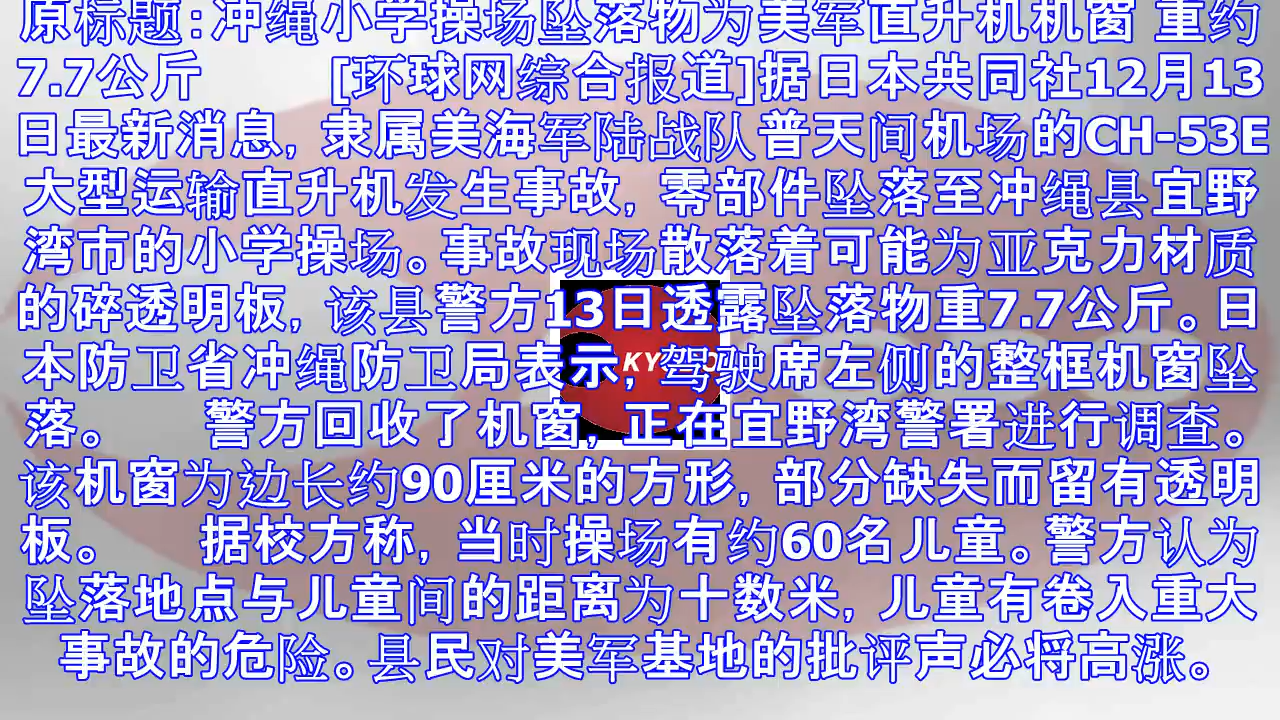 原标题:冲绳小学操场坠落物为美军直升机机窗 重约
7.7公斤 [环球网综合报道]据日本共同社12月13
日最新消息, 隶属美海军陆战队普天间机场的CH-53E
大型运输直升机发生事故, 零部件坠落至冲绳县宜野
湾市的小学操场。事故现场散落着可能为亚克力材质
的碎透明板, 该县警方13日透露坠落物重7.7公斤。日
本防卫省冲绳防卫局表示, 驾驶席左侧的整框机窗坠
落。 警方回收了机窗, 正在宜野湾警署进行调查。
该机窗为边长约90厘米的方形, 部分缺失而留有透明
板。 据校方称, 当时操场有约60名儿童。警方认为
坠落地点与儿童间的距离为十数米, 儿童有卷入重大
事故的危险。县民对美军基地的批评声必将高涨。